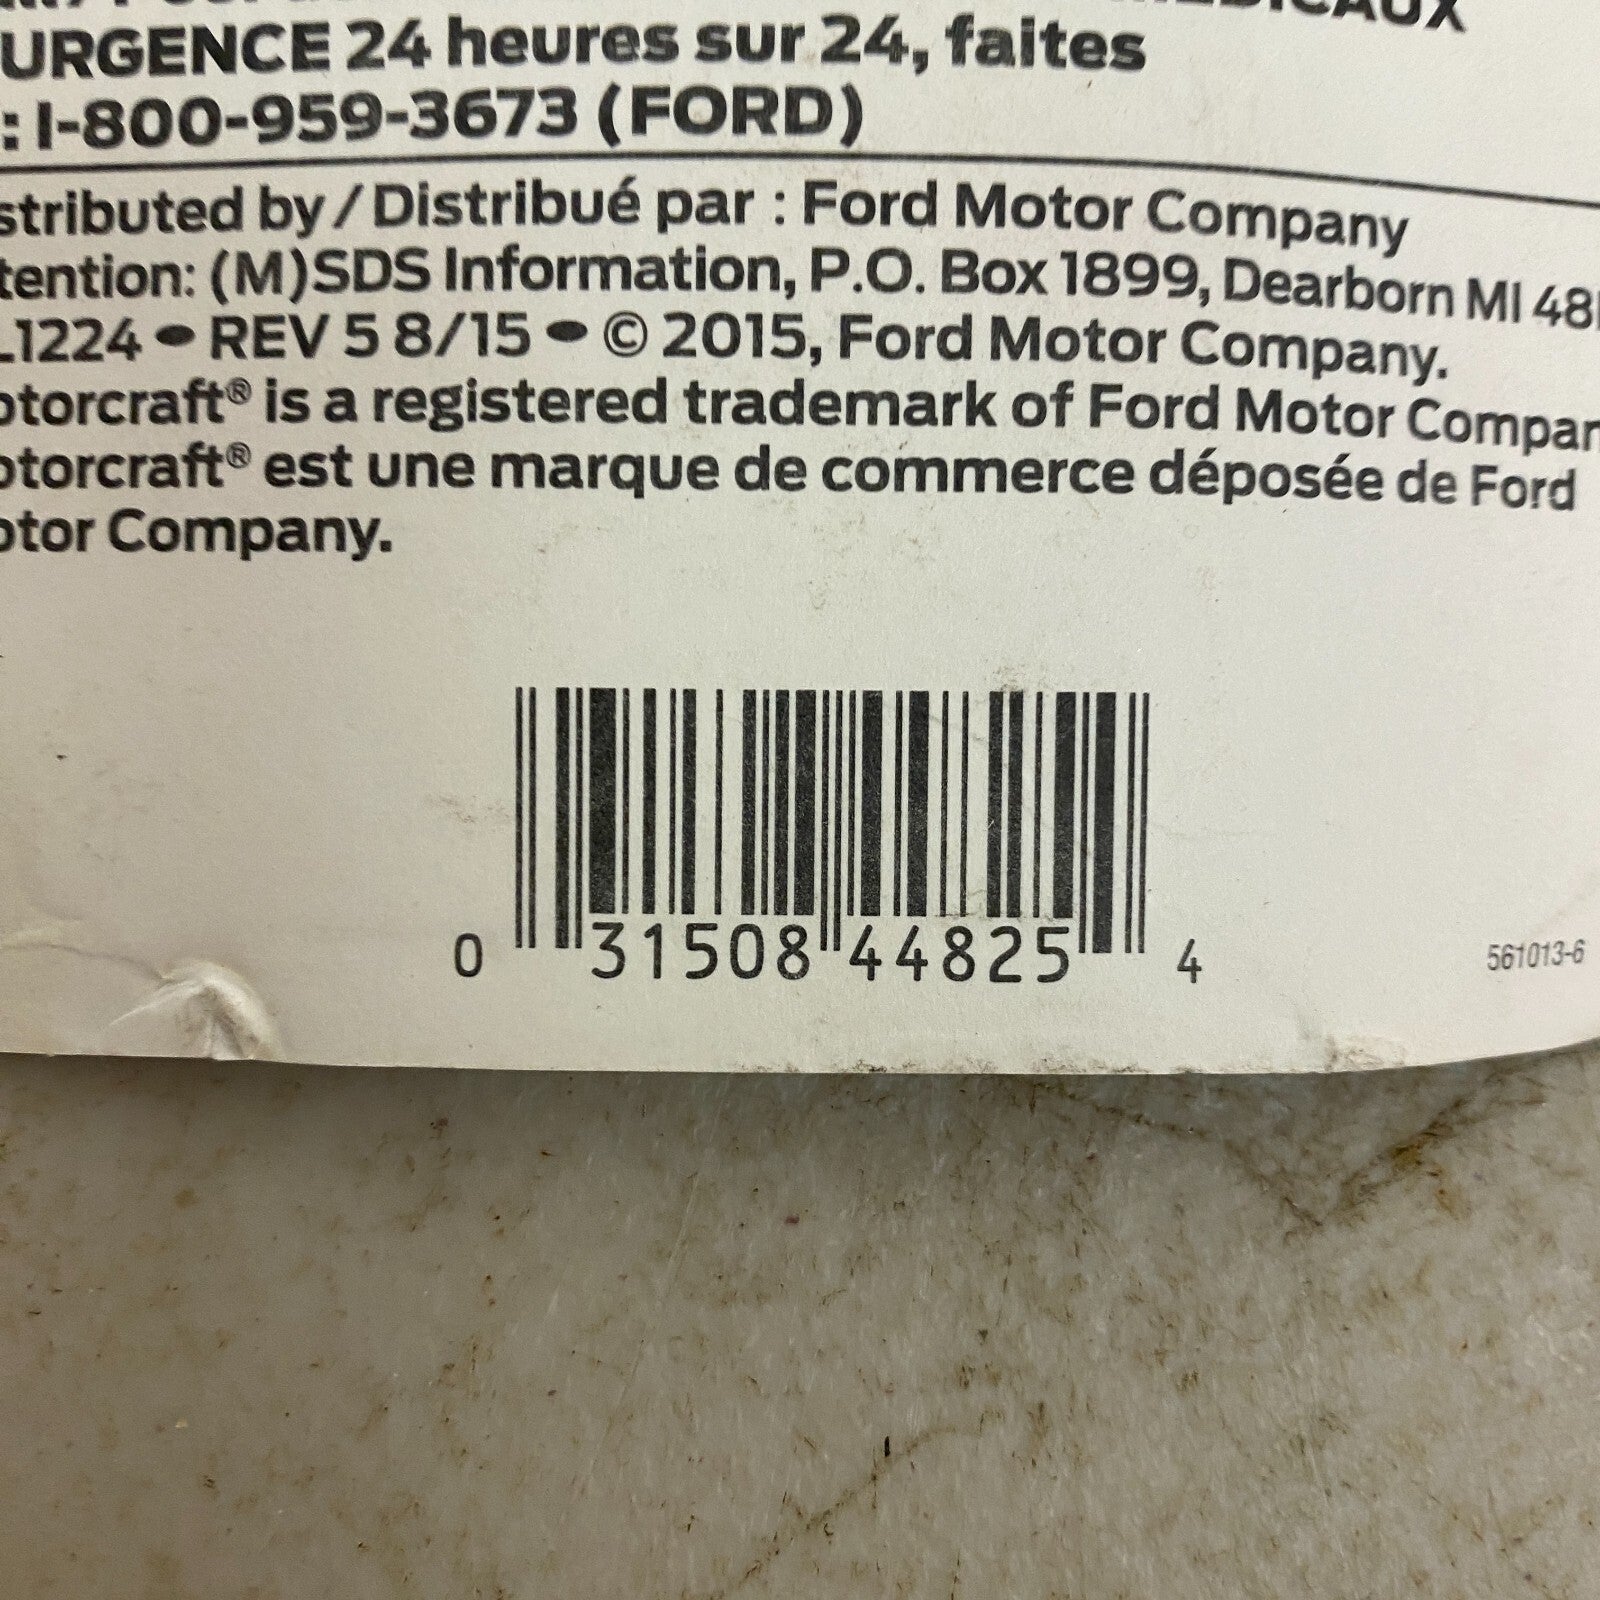 URGENCE 24 heures sur 24, faites
: 1-800-959-3673 (FORD)
stributed by / Distribué par : Ford Motor Company
tention: (M)SDS Information, P.O. Box 1899, Dearborn MI 48
L1224 • REV 5 8/15 • © 2015, Ford Motor Company.
otorcraft® is a registered trademark of Ford Motor Compan
otorcraft® est une marque de commerce déposée de Ford
otor Company.
0 31508 44825 4
561013-6